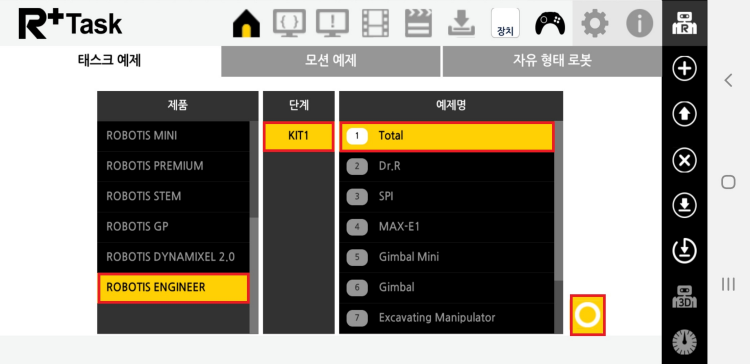 R+Task
장치
R
태스크 예제
모션 예제
자유 형태 로봇
제품
단계
예제명
ROBOTIS MINI
KIT1
1 Total
ROBOTIS PREMIUM
2 Dr.R
ROBOTIS STEM
3 SPI
ROBOTIS GP
4 MAX-E1
ROBOTIS DYNAMIXEL 2.0
5 Gimbal Mini
ROBOTIS ENGINEER
6 Gimbal
7 Excavating Manipulator
3D